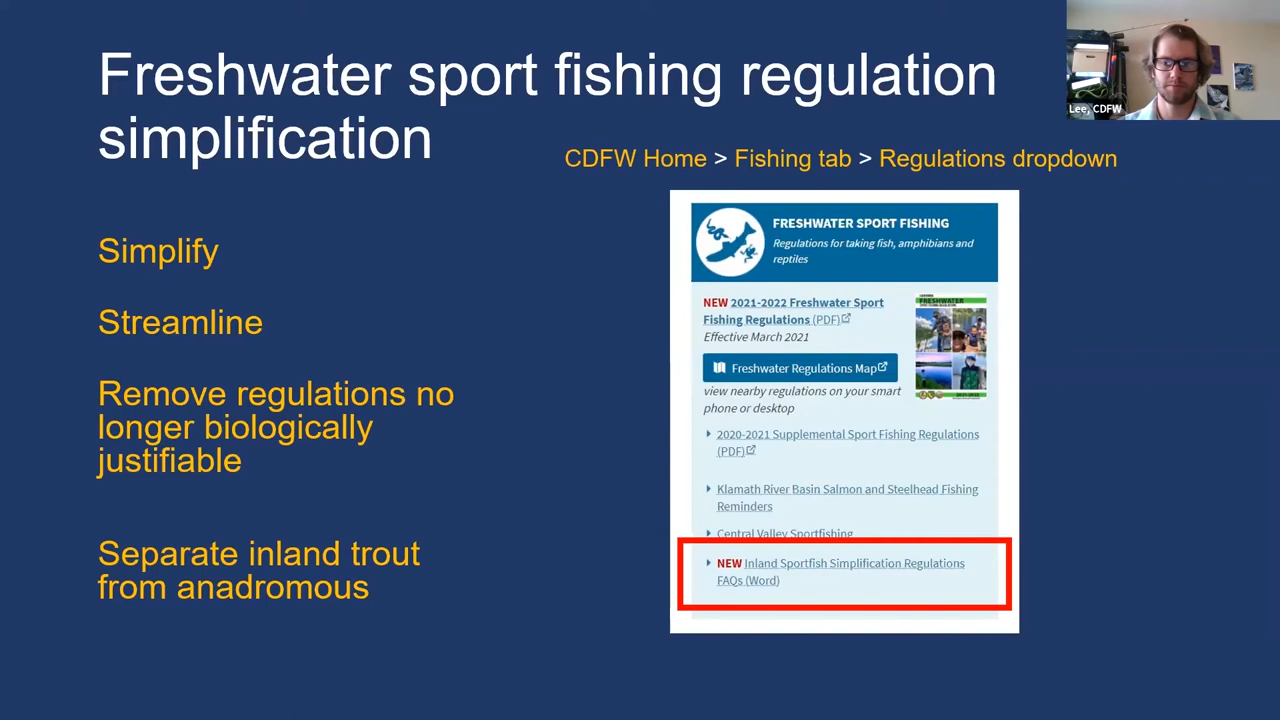 Freshwater sport fishing regulation
simplification
Lee, CDFW
CDFW Home > Fishing tab > Regulations dropdown
Simplify
Streamline
Remove regulations no
longer biologically
justifiable
Separate inland trout
from anadromous
FRESHWATER SPORT FISHING
Regulations for taking fish, amphibians and
reptiles
NEW 2021-2022 Freshwater Sport
Fishing Regulations (PDF)
Effective March 2021
FRESHWATER
Freshwater Regulations Map
view nearby regulations on your smart
phone or desktop
2020-2021 Supplemental Sport Fishing Regulations
(PDF)
Klamath River Basin Salmon and Steelhead Fishing
Reminders
Central Valley Sportfishing
NEW Inland Sportfish Simplification Regulations
FAQs (Word)